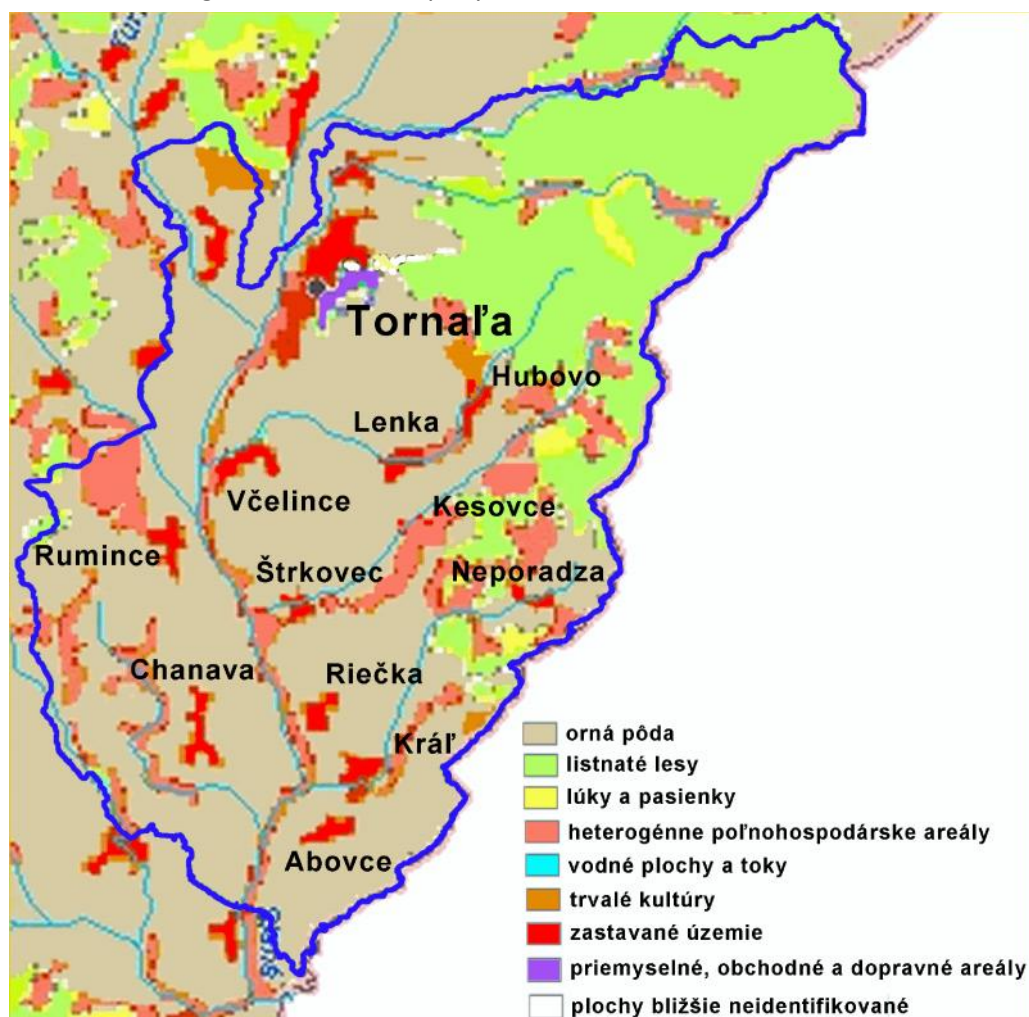 Tornaľa
Hubovo
Lenka
Včelince
Kesovce
Rumince
Štrkovec
Neporadza
Chanava
Riečka
Kráľ
Abovce
orná pôda
listnaté lesy
lúky a pasienky
heterogénne poľnohospodárske areály
vodné plochy a toky
trvalé kultúry
zastavané územie
priemyselné, obchodné a dopravné areály
plochy bližšie neidentifikované